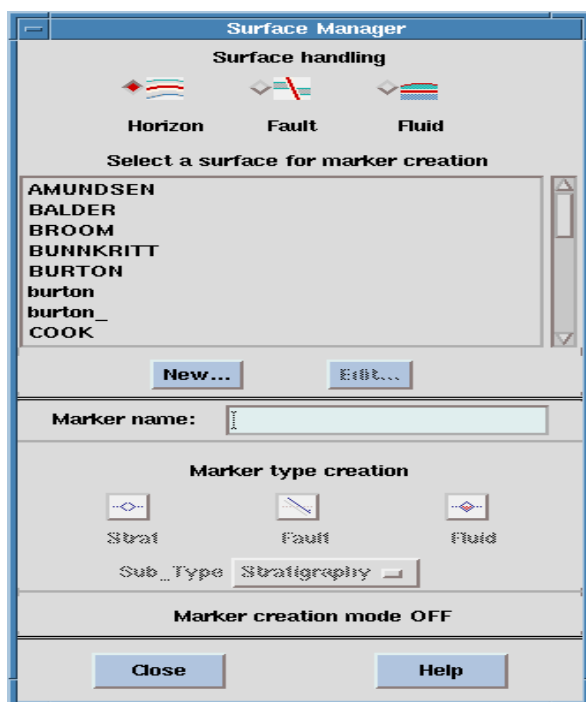 Surface Manager
Surface handling
Horizon Fault Fluid
Select a surface for marker creation
AMUNDSEN
BALDER
BROOM
BUNNKRITT
BURTON
burton
burton_
COOK
New... Edit...
Marker name:
Marker type creation
Strat Fault Fluid
Sub_Type Stratigraphy
Marker creation mode OFF
Close Help